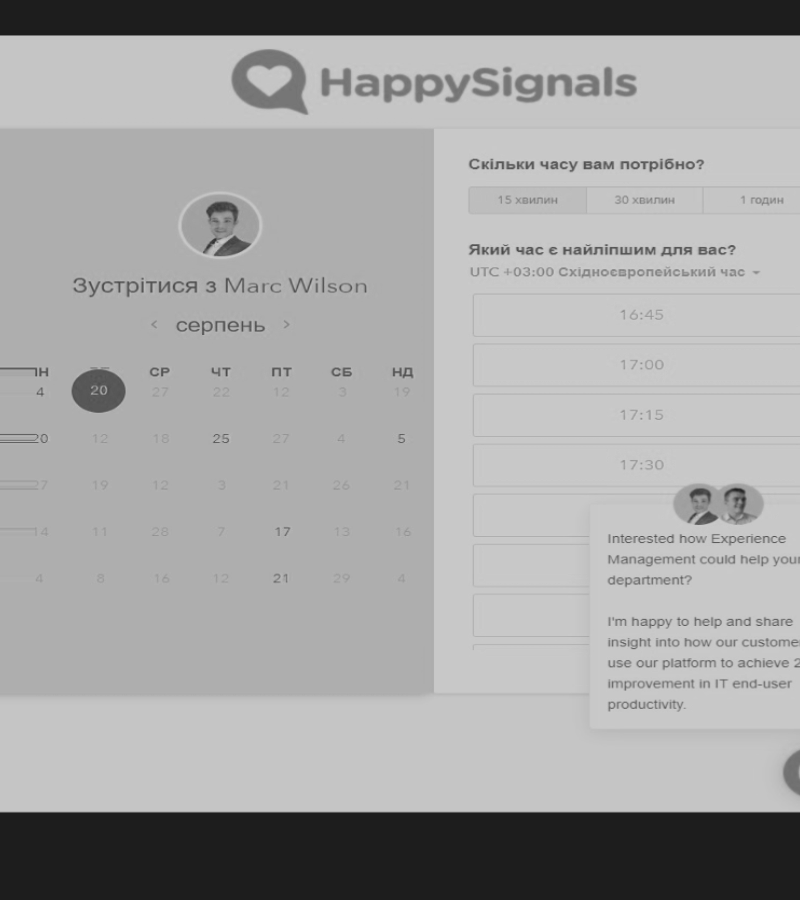 HappySignals
Зустрітися з Marc Wilson
серпень
ІН СР ЧТ ПТ СБ НД
4 20 27 22 12 3 19
20 12 18 25 27 4 5
27 19 12 3 21 26 21
14 11 28 7 17 13 16
4 8 16 12 21 29 4
Скільки часу вам потрібно?
15 хвилин 30 хвилин 1 годин
Який час є найліпшим для вас?
UTC +03:00 Східноєвропейський час
16:45
17:00
17:15
17:30
Interested how Experience
Management could help your
department?
I'm happy to help and share
insight into how our custome
use our platform to achieve 2
improvement in IT end-user
productivity.